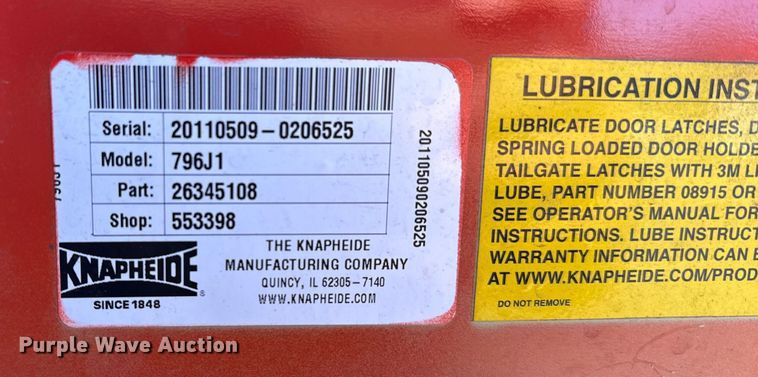 Serial: 20110509-0206525
Model: 796J1
Part: 26345108
Shop: 553398
201105090206525
796J1
KNAPHEIDE
SINCE 1848
THE KNAPHEIDE
MANUFACTURING COMPANY
QUINCY, IL 62305-7140
WWW.KNAPHEIDE.COM
LUBRICATION INST
LUBRICATE DOOR LATCHES, D
SPRING LOADED DOOR HOLDE
TAILGATE LATCHES WITH 3M L
LUBE, PART NUMBER 08915 OR
SEE OPERATOR'S MANUAL FOR
INSTRUCTIONS. LUBE INSTRUCT
WARRANTY INFORMATION CAN B
AT WWW.KNAPHEIDE.COM/PROD
DO NOT REMOVE
Purple Wave Auction